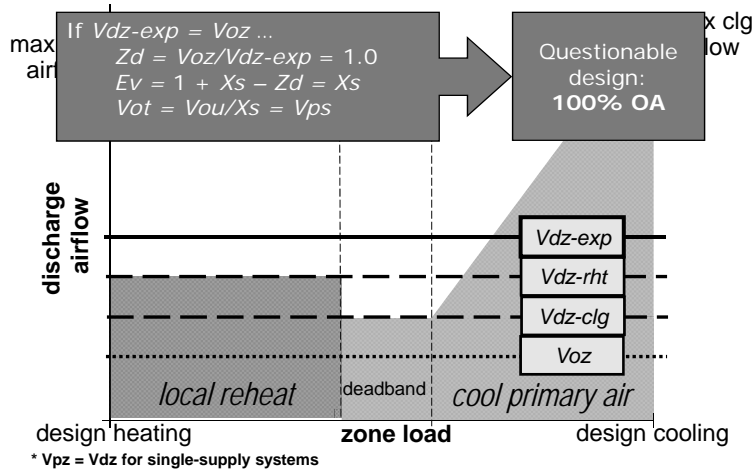 If Vdz-exp = Voz ...
Zd = Voz/Vdz-exp = 1.0
Ev = 1 + Xs – Zd = Xs
Vot = Vou/Xs = Vps
Questionable
design:
100% OA
max
x clg
discharge
airflow
Vdz-exp
Vdz-rht
Vdz-clg
Voz
local reheat
deadband
cool primary air
design heating
zone load
design cooling
* Vpz = Vdz for single-supply systems